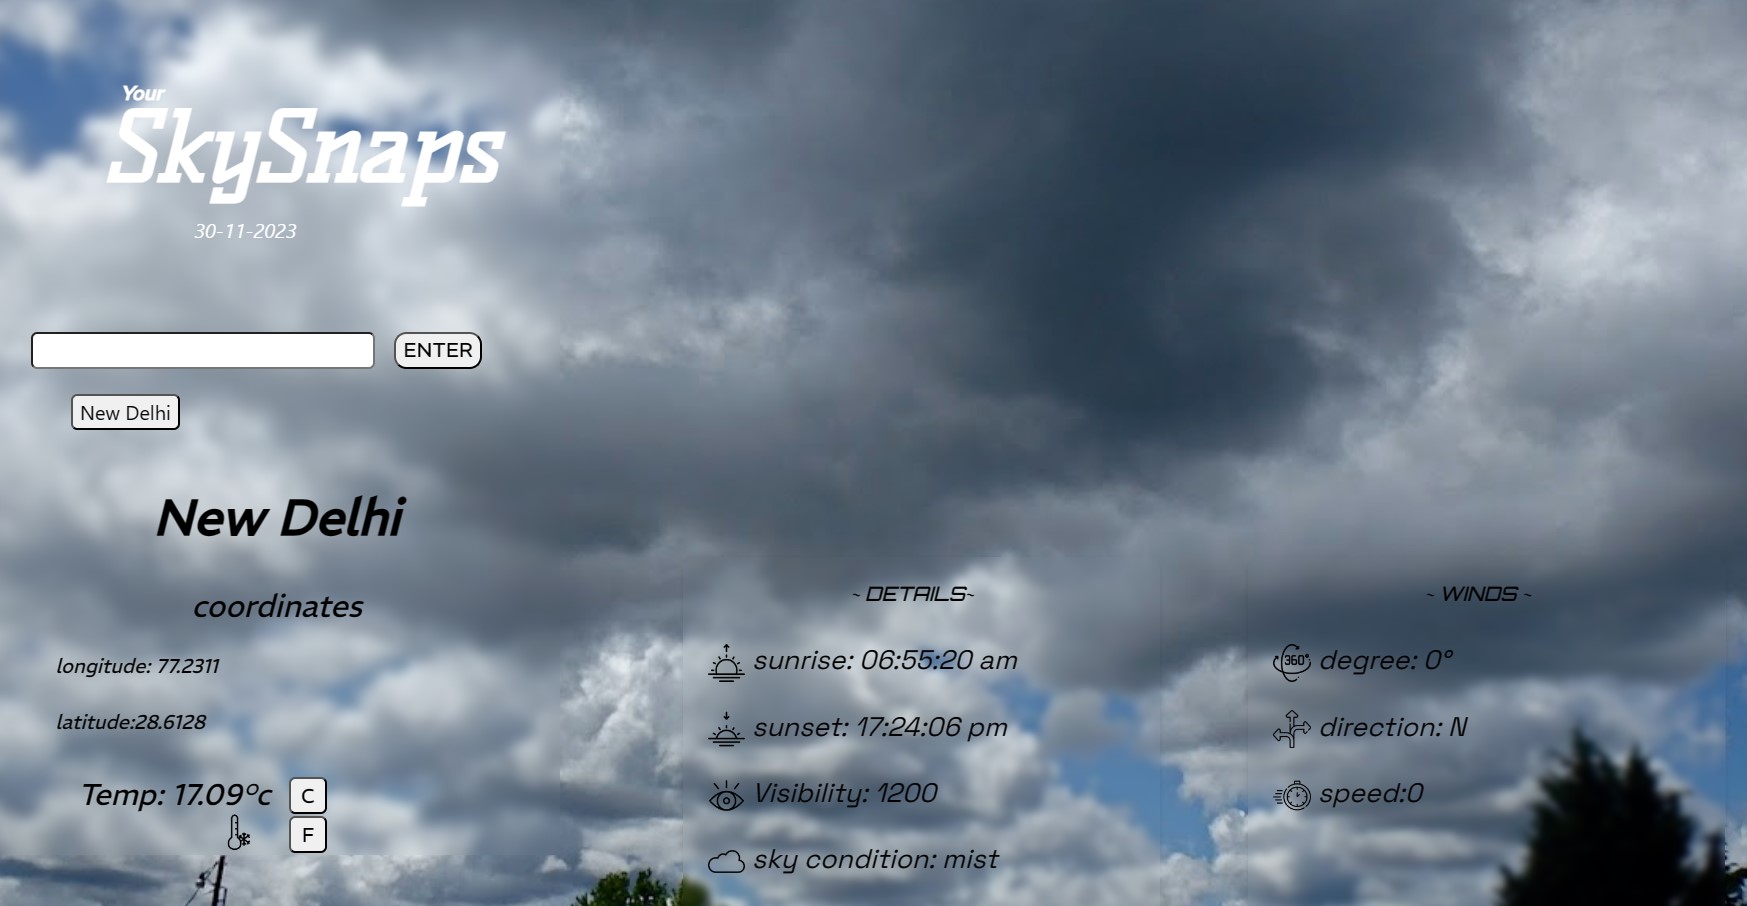 Your
SkySnaps
30-11-2023
ENTER
New Delhi
New Delhi
coordinates
longitude: 77.2311
latitude:28.6128
Temp: 17.09°c
C
F
~ DETAILS~
sunrise: 06:55:20 am
sunset: 17:24:06 pm
Visibility: 1200
sky condition: mist
~ WINDS ~
360°
degree: 0°
direction: N
speed:0